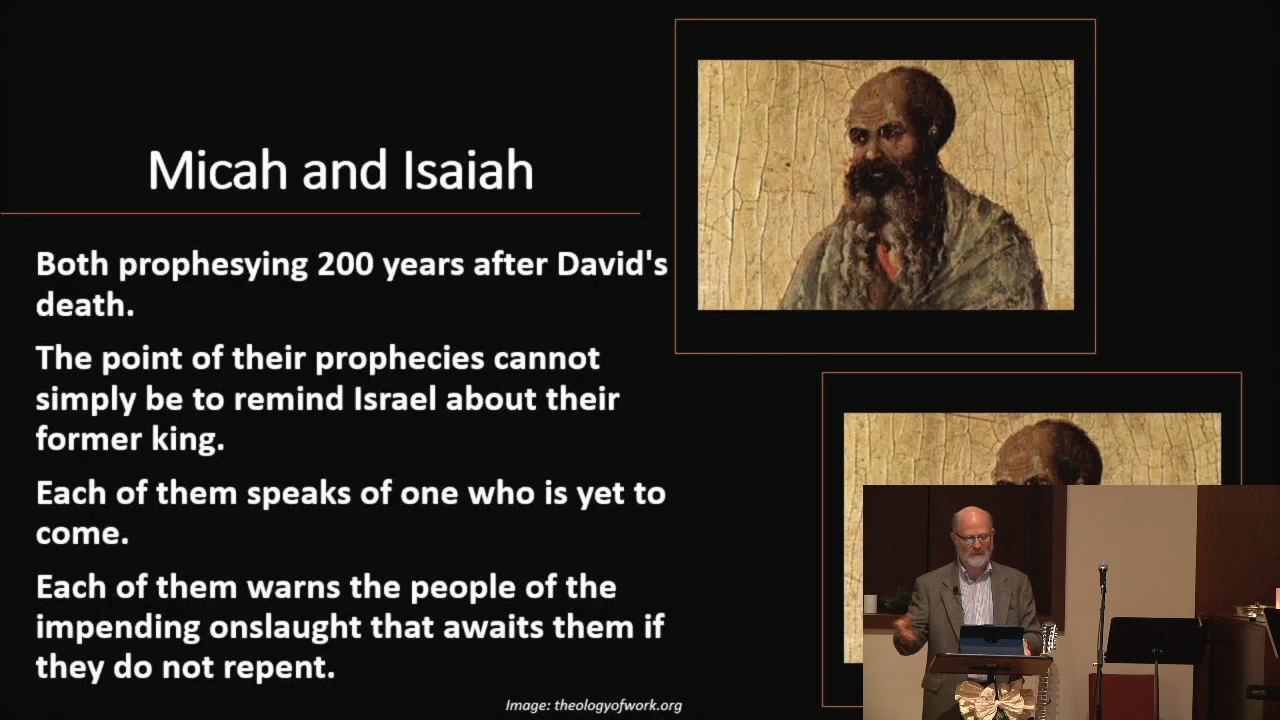 Micah and Isaiah
Both prophesying 200 years after David's
death.
The point of their prophecies cannot
simply be to remind Israel about their
former king.
Each of them speaks of one who is yet to
come.
Each of them warns the people of the
impending onslaught that awaits them if
they do not repent.
Image: theologyofwork.org